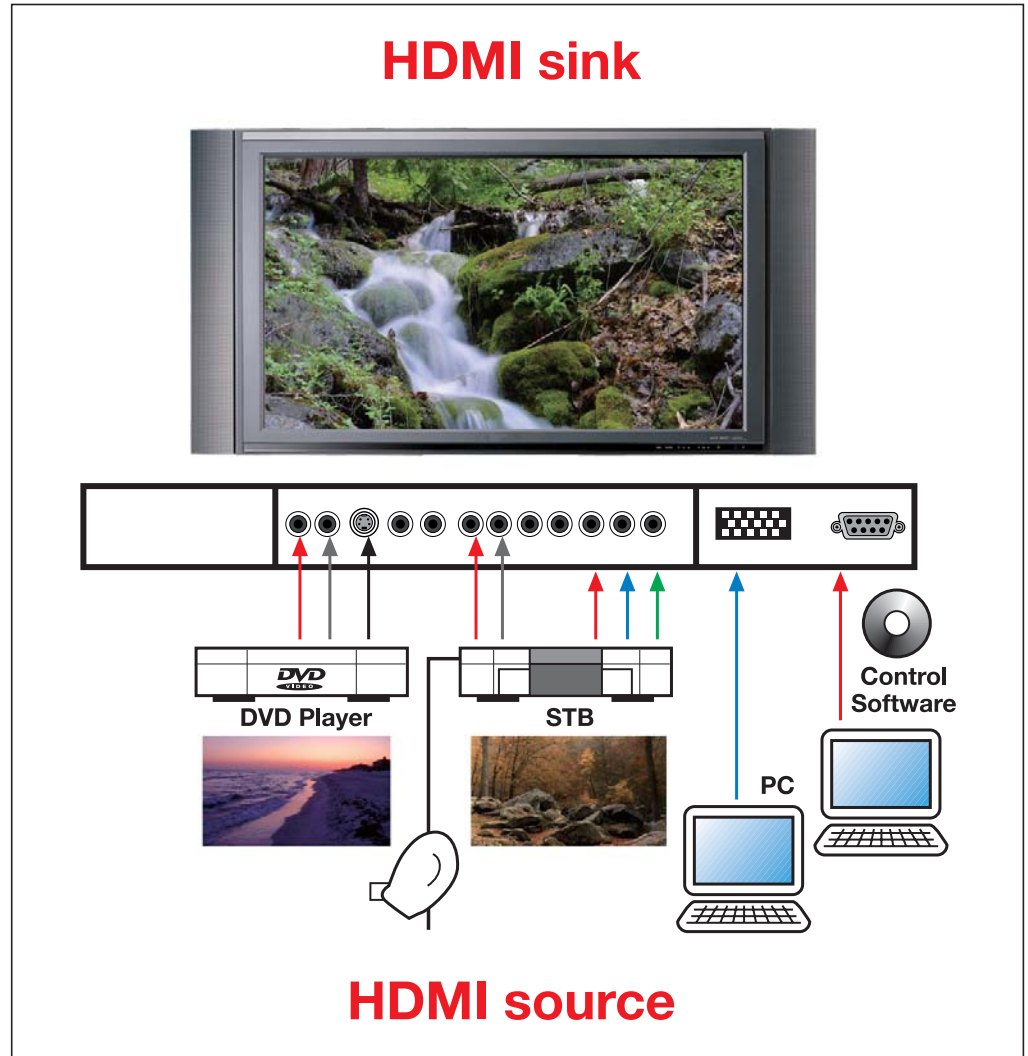 HDMI sink
DVD
VIDEO
DVD Player
STB
Control
Software
PC
HDMI source